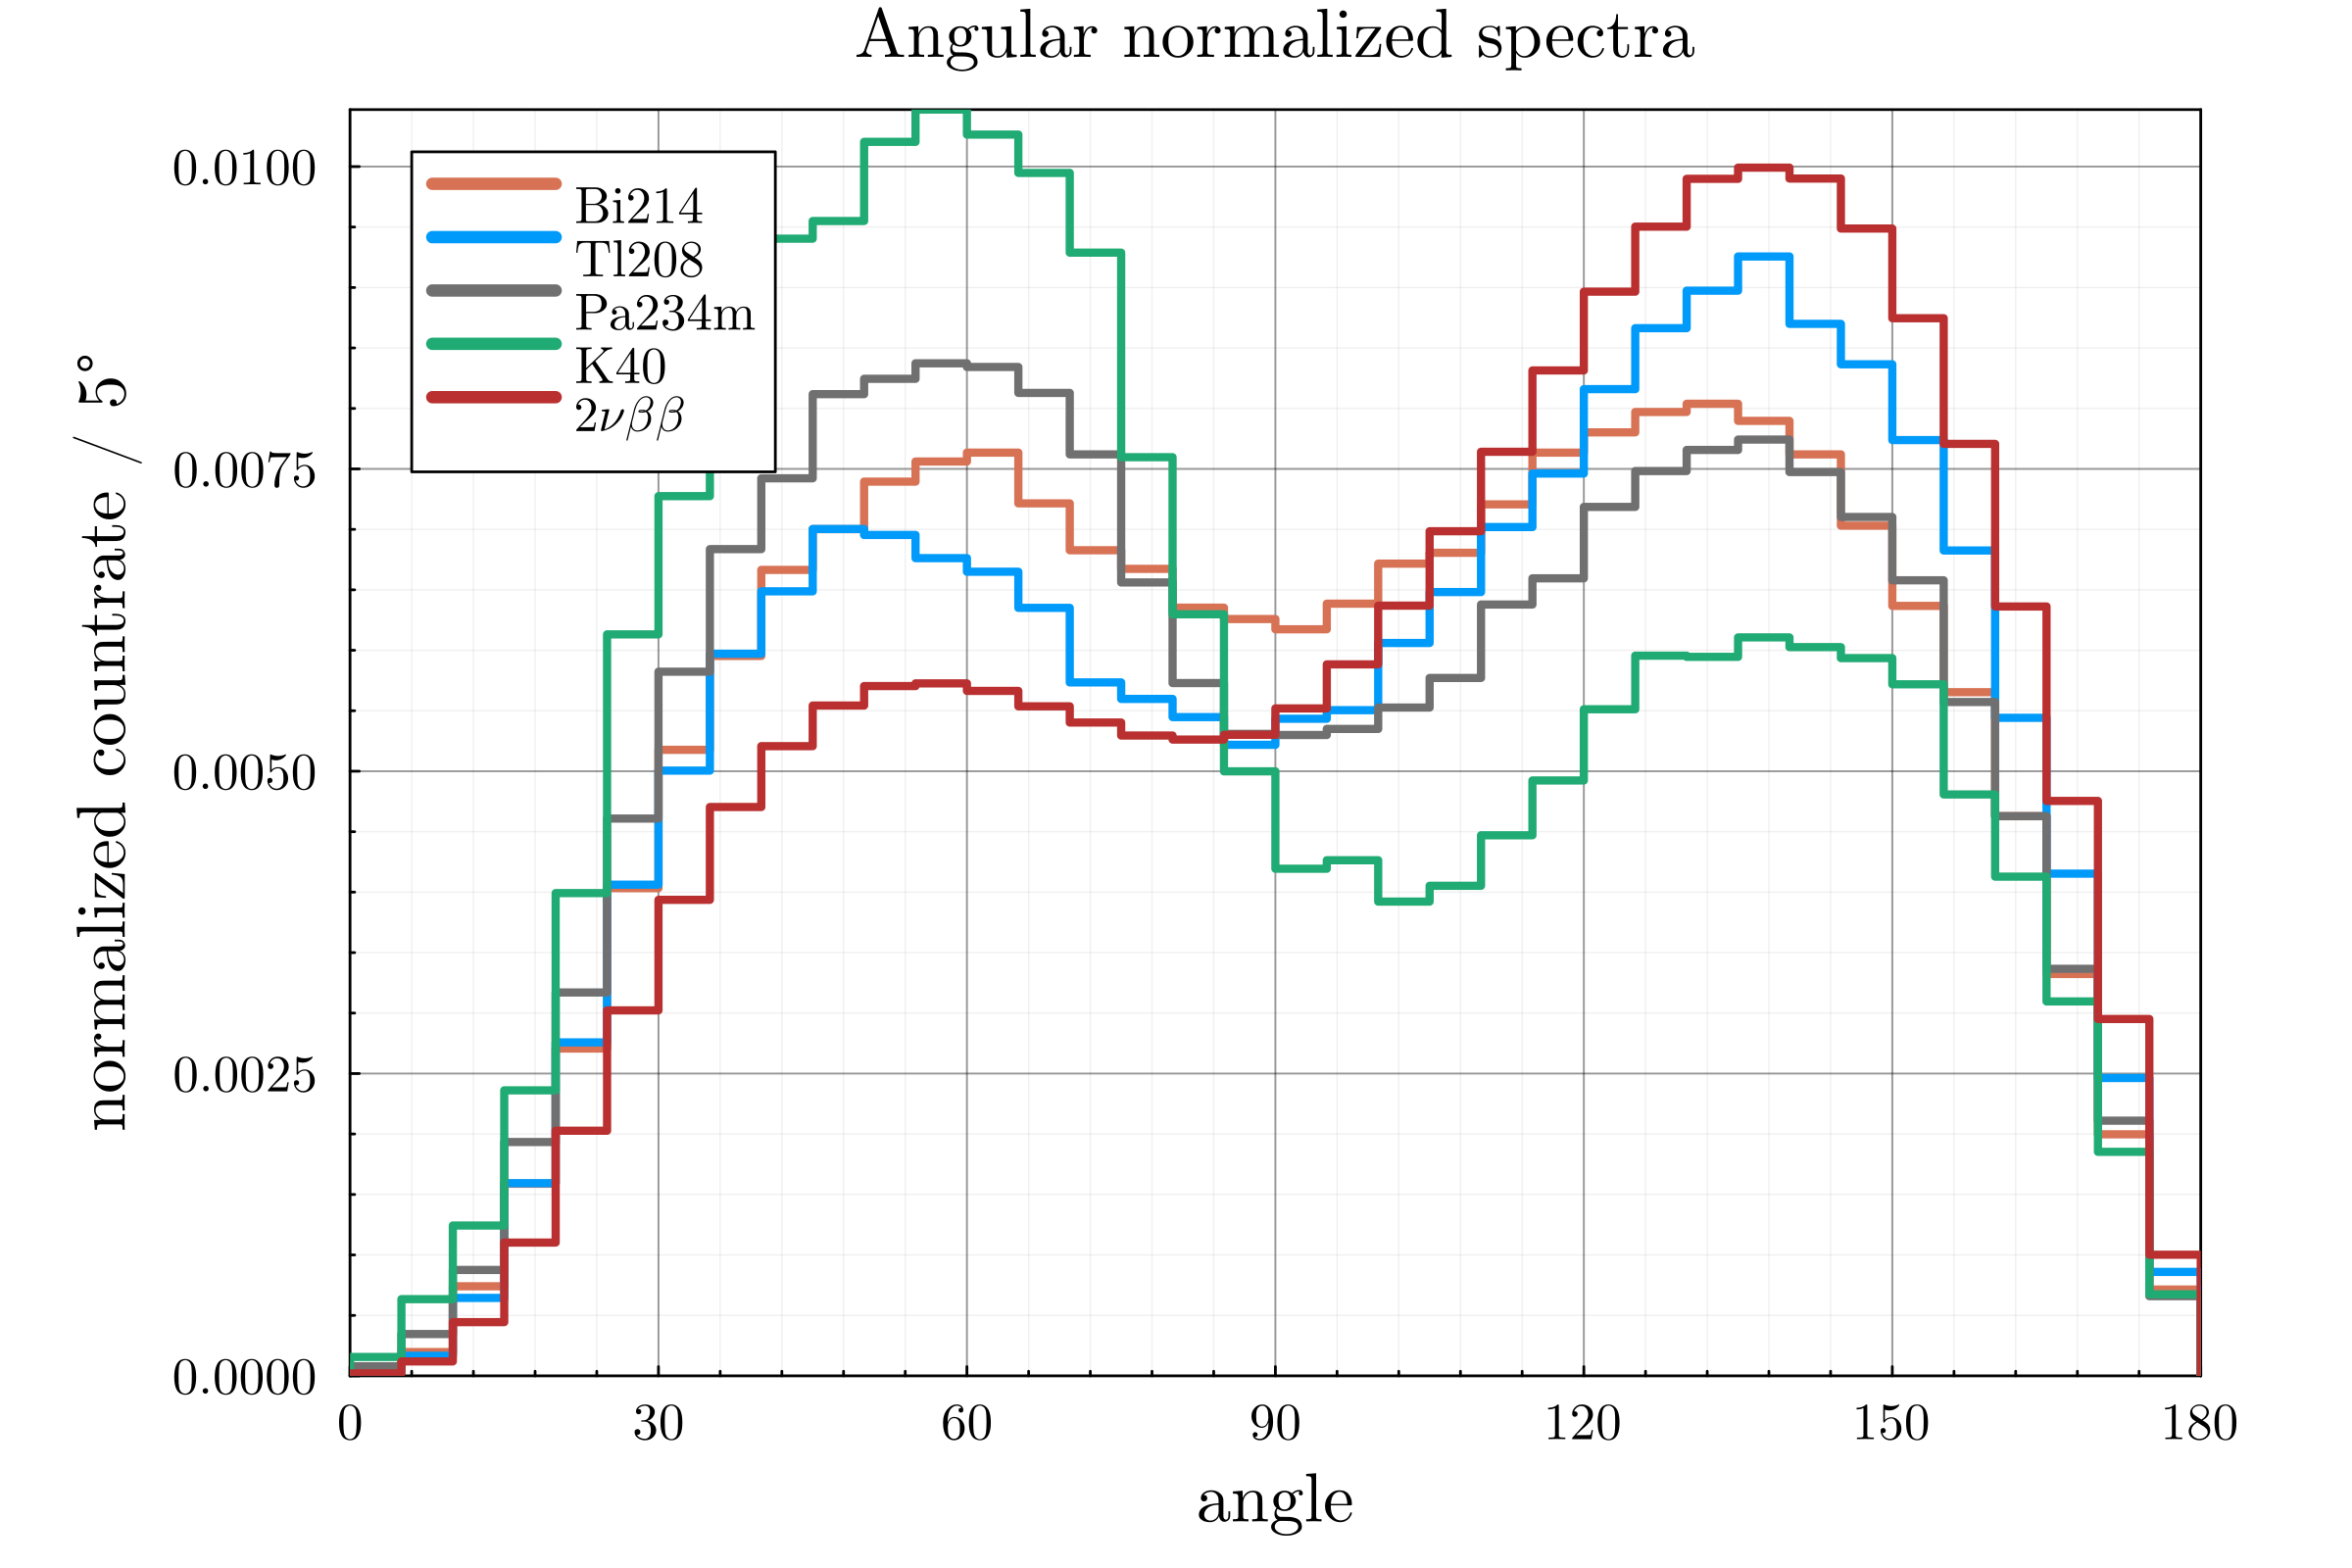 Angular normalized spectra
normalized countrate / 5°
0.0100
0.0075
0.0050
0.0025
0.0000
Bi214
Tl208
Pa234m
K40
2νββ
0 30 60 90 120 150 180
angle